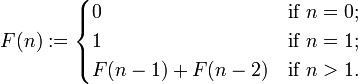 F(n) := { 0 if n = 0;
1 if n = 1;
F(n − 1) + F(n − 2) if n > 1.